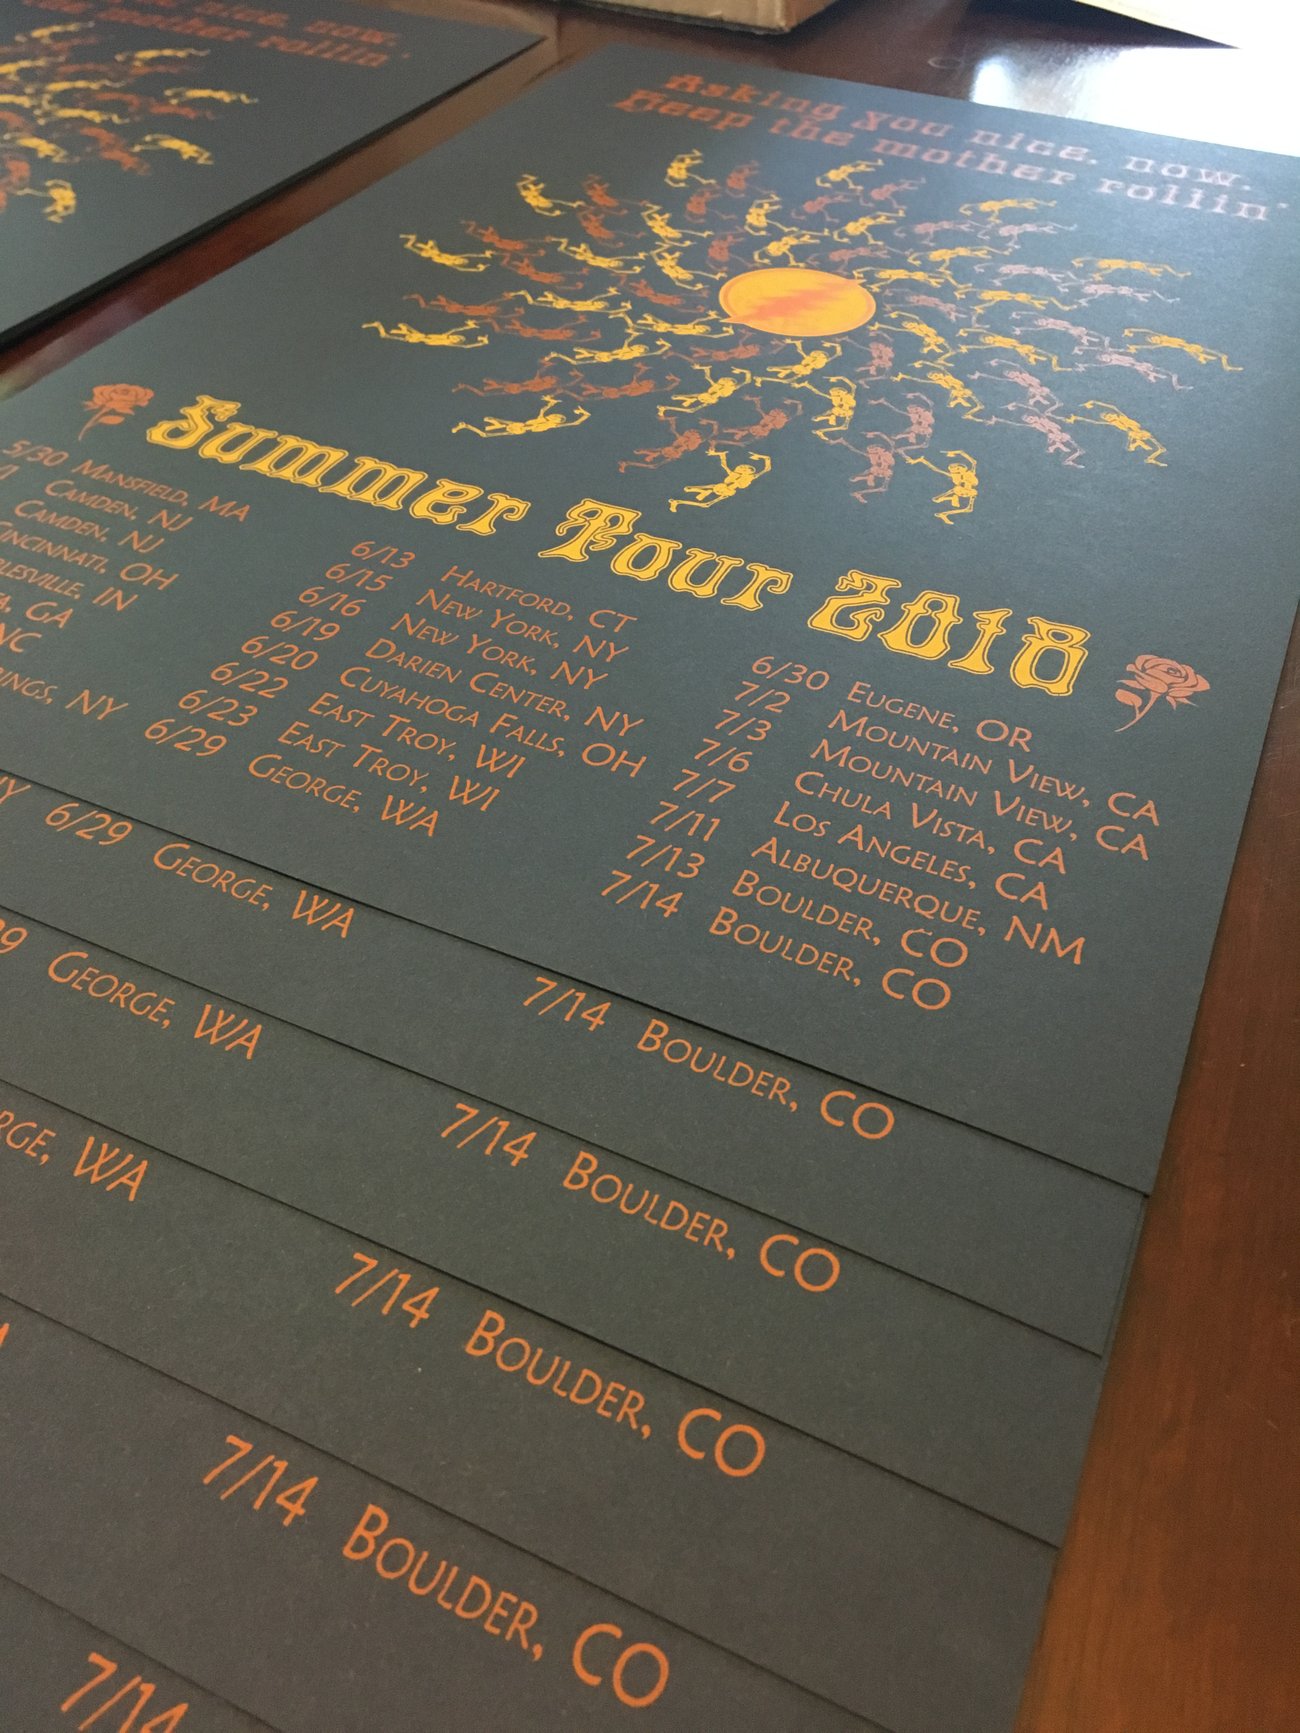 nice. now.
mother rollin'
Asking you nice. now.
Keep the mother rollin'
Summer Tour 2018
5/30 Mansfield, MA
Camden, NJ
Camden, NJ
Cincinnati, OH
IN
GA
NC
NY
6/13 Hartford, CT
6/15 New York, NY
6/16 New York, NY
6/19 Darien Center, NY
6/20 Cuyahoga Falls, OH
6/22 East Troy, WI
6/23 East Troy, WI
6/29 George, WA
6/30 Eugene, OR
7/2 Mountain View, CA
7/3 Mountain View, CA
7/6 Chula Vista, CA
7/7 Los Angeles, CA
7/11 Albuquerque, NM
7/13 Boulder, CO
7/14 Boulder, CO
6/29 George, WA
7/14 Boulder, CO
George, WA
7/14 Boulder, CO
WA
7/14 Boulder, CO
7/14 Boulder, CO
7/14